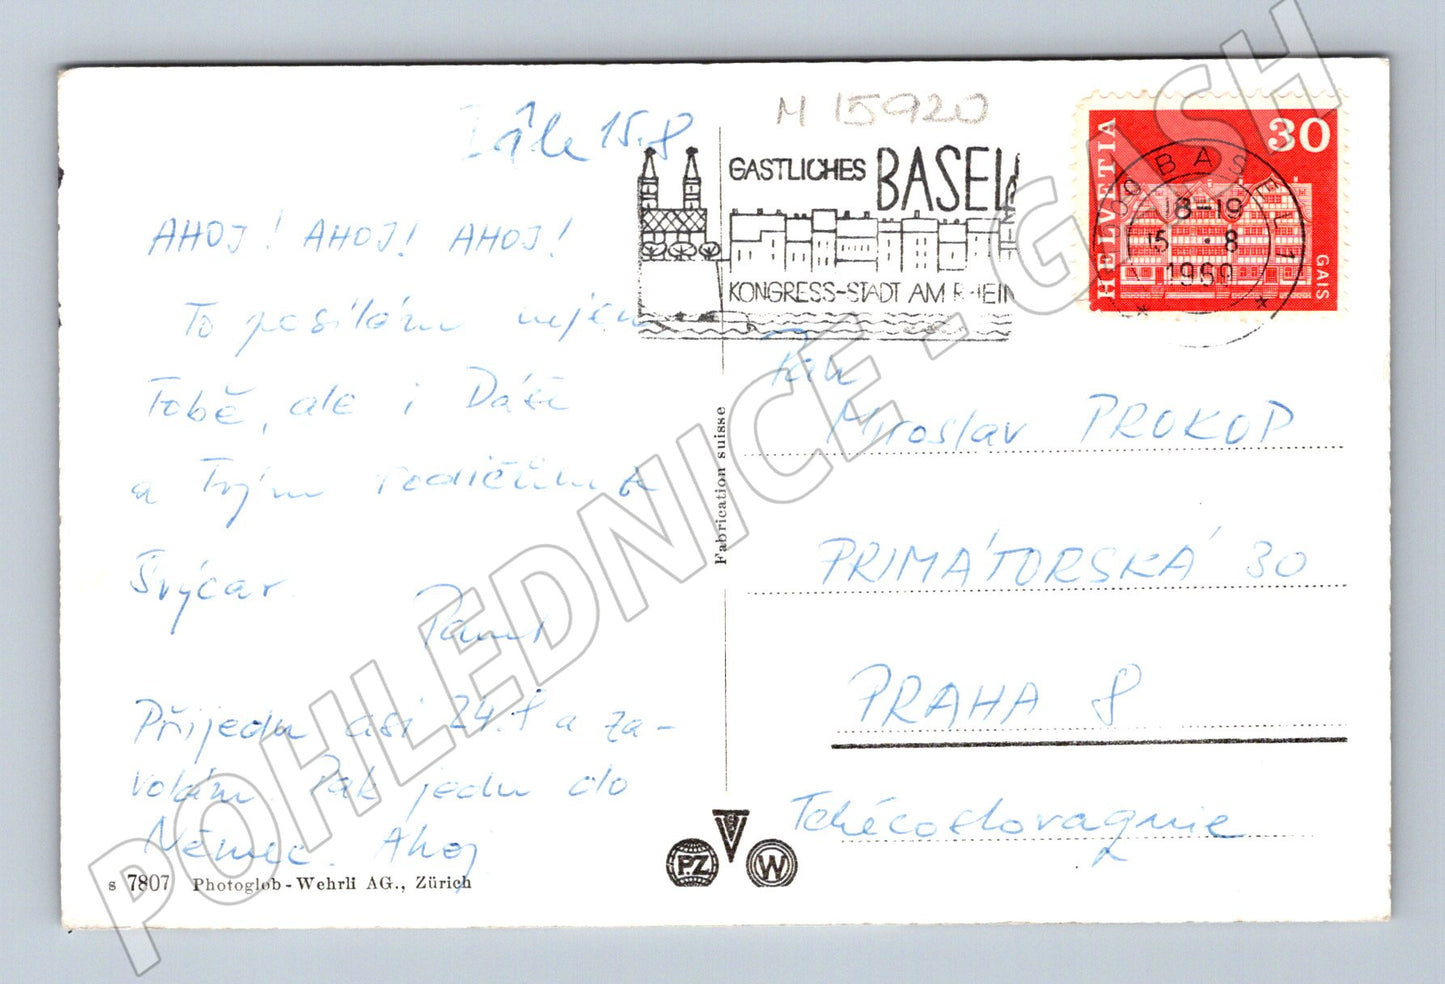 15.8
M 15920
GASTLICHES BASEL
KONGRESS-STADT AM RHEIN
HELVETIA
30
GAIS
BASEL 1
18-19
15.-8
1969
AHOJ! AHOJ! AHOJ!
To posílám nejen
Tobě, ale i Dáše
a Tvým rodičům z
Švýcar.
Přijedu asi 24.8 a za-
volám. Pak jedu do
Němec. Ahoj
Pan
Miroslav PROKOP
PRIMÁTORSKÁ 30
PRAHA 8
Tchécoslovaquie
Fabrication suisse
PZ
W
s 7807 Photoglob-Wehrli AG., Zürich
POHLEDNICE - GASH